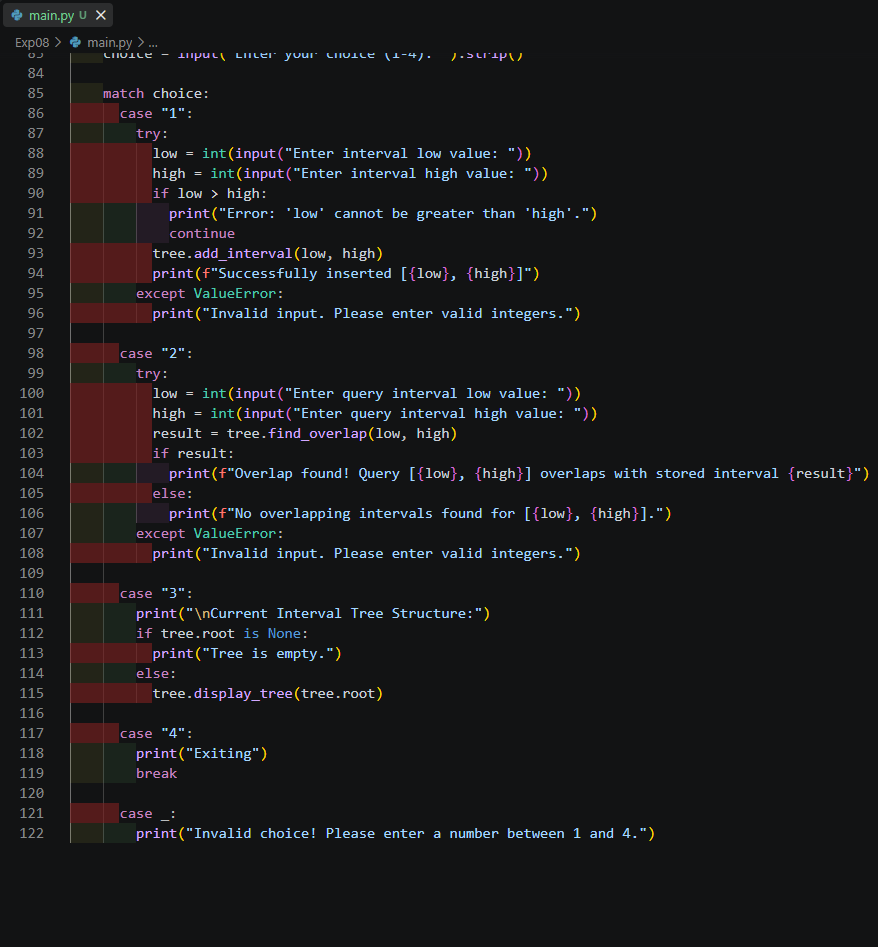 main.py U ×
Exp08 > main.py > ...
83 choice = input("Enter your choice (1-4): ").strip()
84
85 match choice:
86 case "1":
87 try:
88 low = int(input("Enter interval low value: "))
89 high = int(input("Enter interval high value: "))
90 if low > high:
91 print("Error: 'low' cannot be greater than 'high'.")
92 continue
93 tree.add_interval(low, high)
94 print(f"Successfully inserted [{low}, {high}]")
95 except ValueError:
96 print("Invalid input. Please enter valid integers.")
97
98 case "2":
99 try:
100 low = int(input("Enter query interval low value: "))
101 high = int(input("Enter query interval high value: "))
102 result = tree.find_overlap(low, high)
103 if result:
104 print(f"Overlap found! Query [{low}, {high}] overlaps with stored interval {result}")
105 else:
106 print(f"No overlapping intervals found for [{low}, {high}].")
107 except ValueError:
108 print("Invalid input. Please enter valid integers.")
109
110 case "3":
111 print("\nCurrent Interval Tree Structure:")
112 if tree.root is None:
113 print("Tree is empty.")
114 else:
115 tree.display_tree(tree.root)
116
117 case "4":
118 print("Exiting")
119 break
120
121 case _:
122 print("Invalid choice! Please enter a number between 1 and 4.")